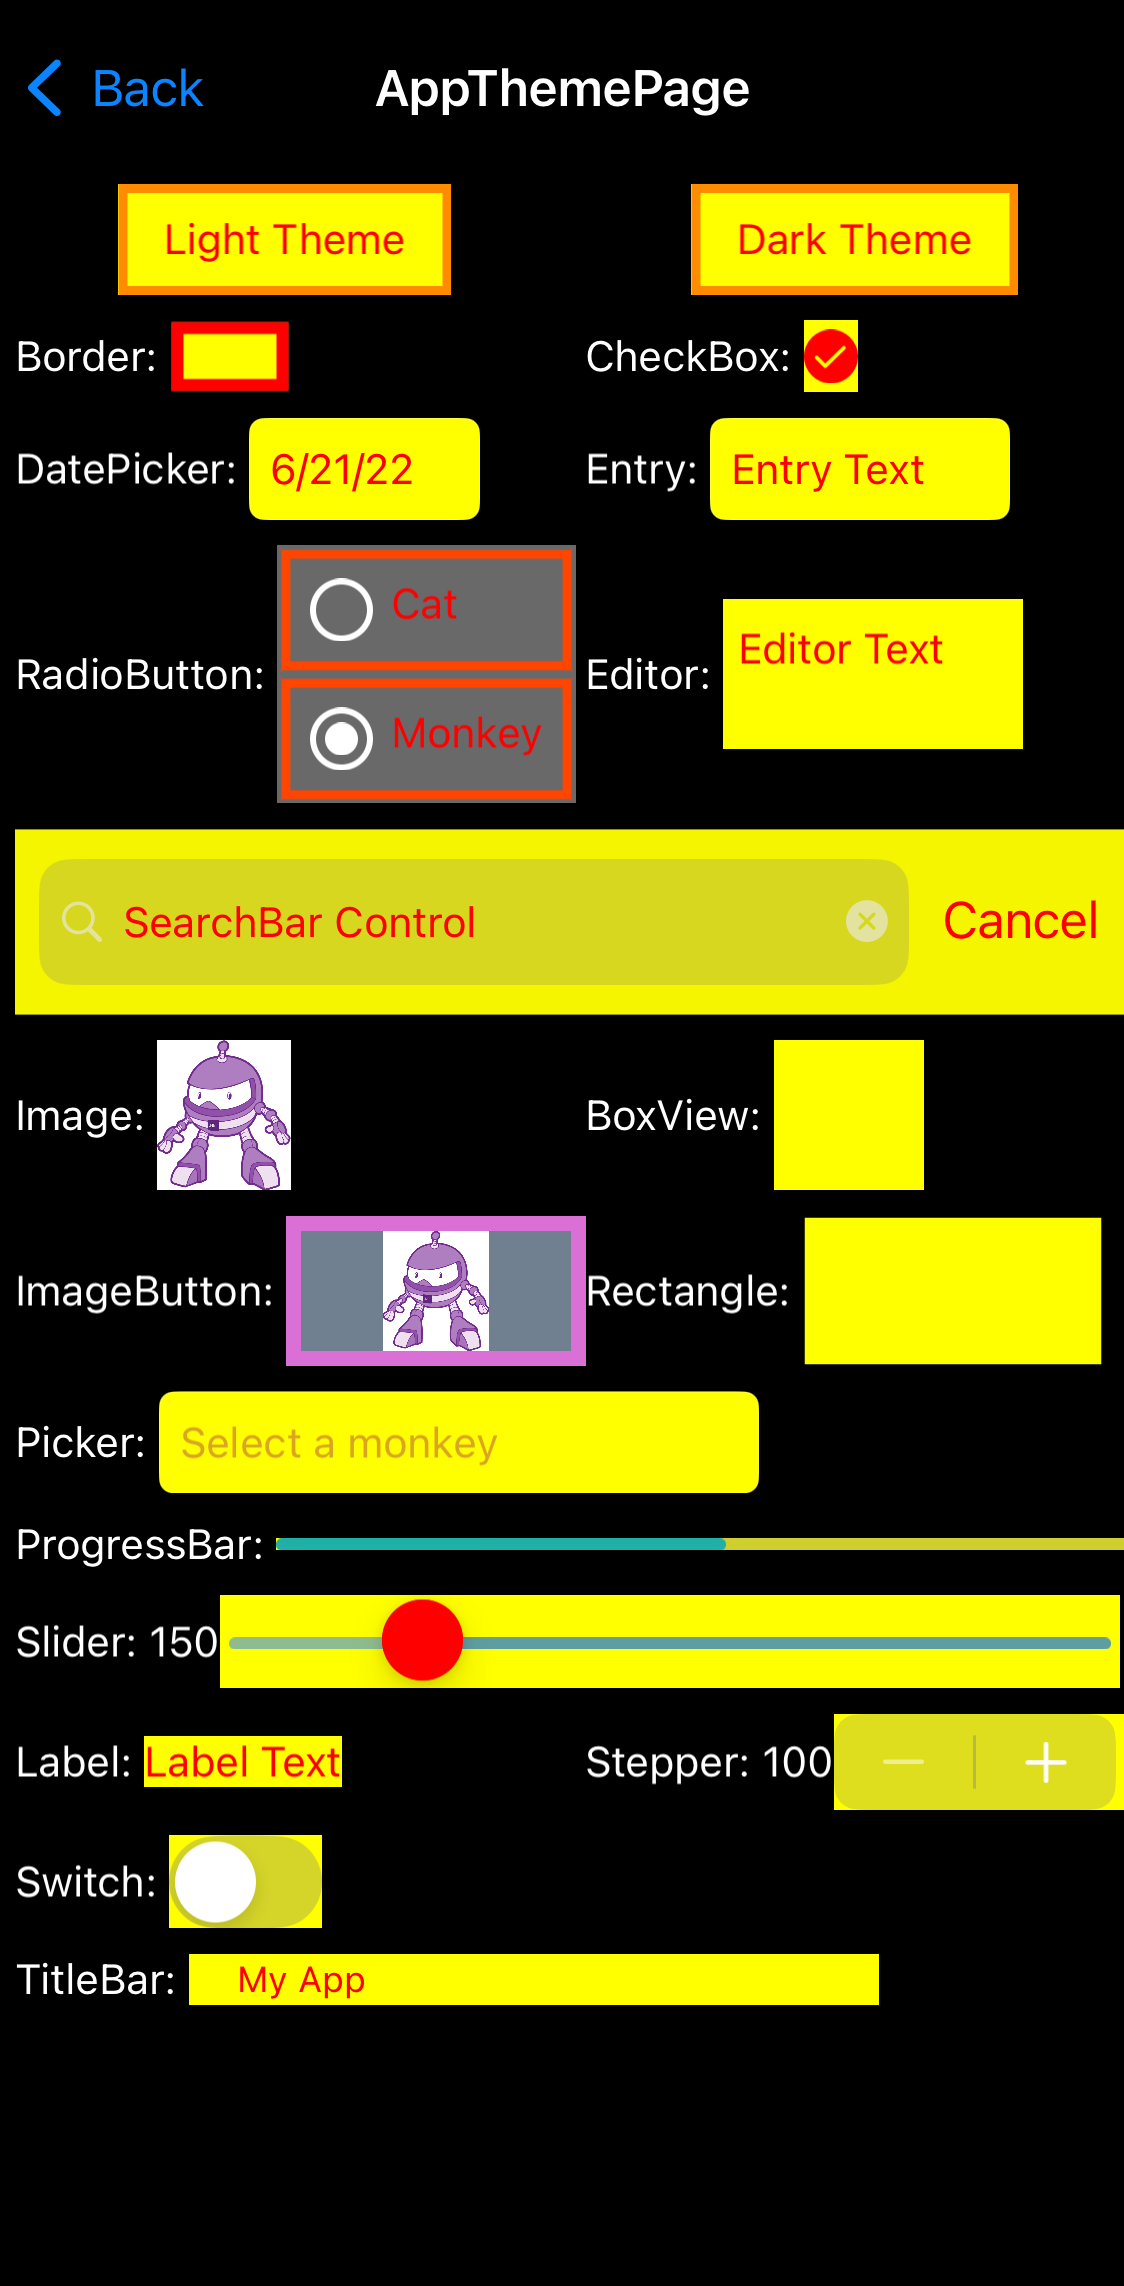 Back
AppThemePage
Light Theme
Dark Theme
Border:
CheckBox:
DatePicker: 6/21/22
Entry: Entry Text
RadioButton:
Cat
Monkey
Editor:
Editor Text
SearchBar Control
Cancel
Image:
BoxView:
ImageButton:
Rectangle:
Picker: Select a monkey
ProgressBar:
Slider: 150
Label: Label Text
Stepper: 100
Switch:
TitleBar: My App